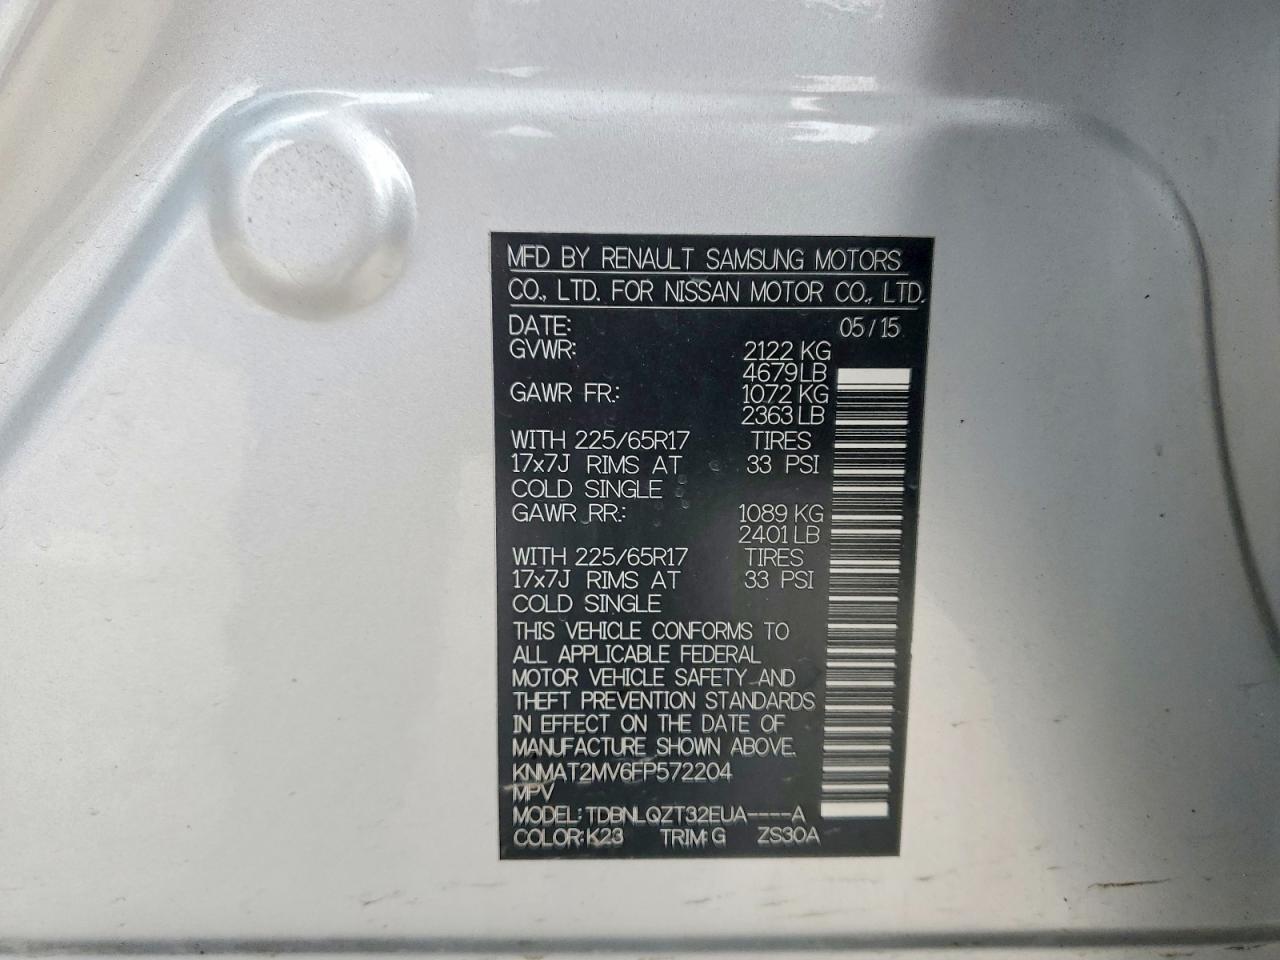 MFD BY RENAULT SAMSUNG MOTORS
CO., LTD. FOR NISSAN MOTOR CO., LTD.
DATE: 05/15
GVWR: 2122 KG
4679 LB
GAWR FR.: 1072 KG
2363 LB
WITH 225/65R17 TIRES
17x7J RIMS AT 33 PSI
COLD SINGLE
GAWR RR.: 1089 KG
2401 LB
WITH 225/65R17 TIRES
17x7J RIMS AT 33 PSI
COLD SINGLE
THIS VEHICLE CONFORMS TO
ALL APPLICABLE FEDERAL
MOTOR VEHICLE SAFETY AND
THEFT PREVENTION STANDARDS
IN EFFECT ON THE DATE OF
MANUFACTURE SHOWN ABOVE.
KNMAT2MV6FP572204
MPV
MODEL: TDBNLQZT32EUA----A
COLOR: K23 TRIM: G ZS30A